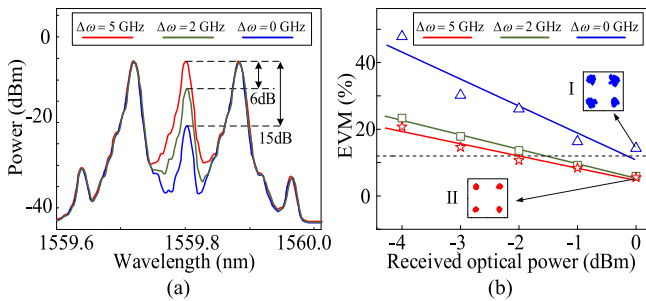 Δω = 5 GHz Δω = 2 GHz Δω = 0 GHz
0
-20
-40
Power (dBm)
6dB
15dB
1559.6 1559.8 1560.0
Wavelength (nm)
(a)
Δω = 5 GHz Δω = 2 GHz Δω = 0 GHz
40
20
0
EVM (%)
I
II
-4 -3 -2 -1 0
Received optical power (dBm)
(b)